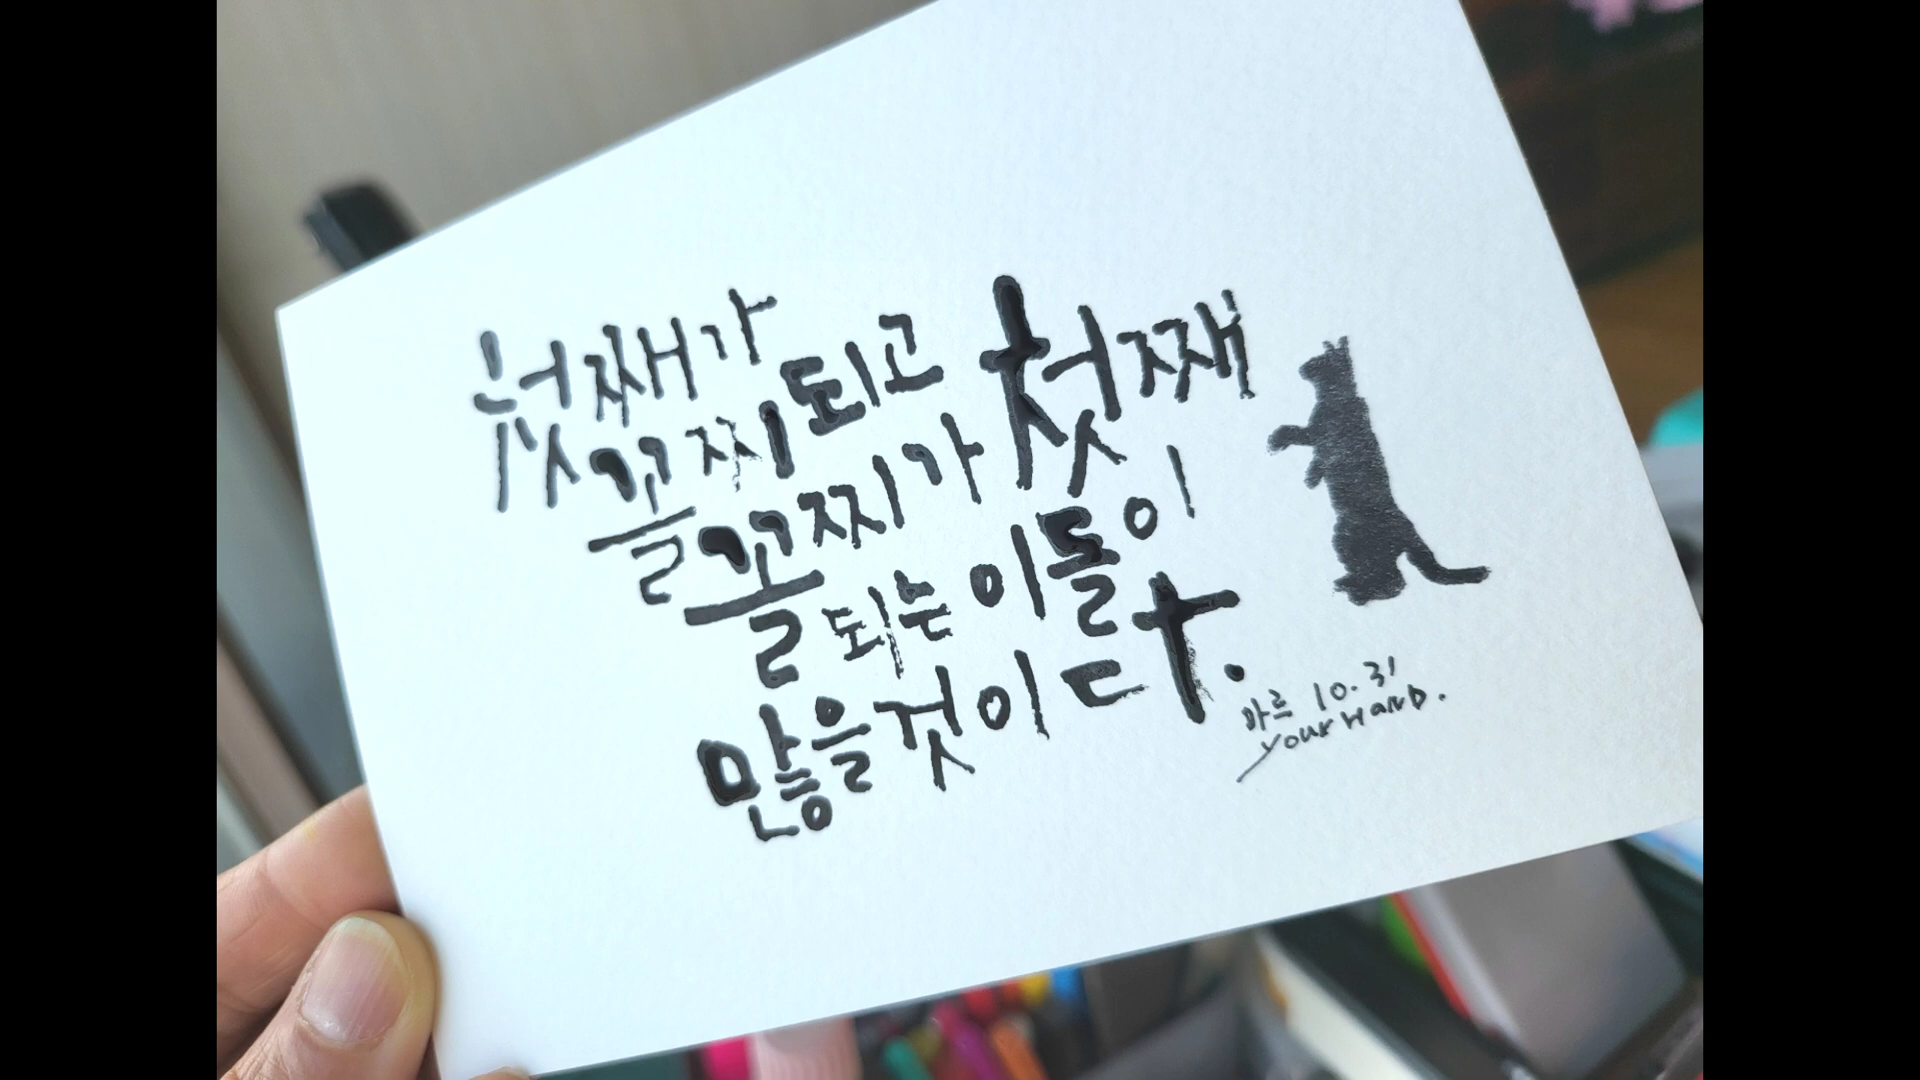 첫째가
꼴찌 되고
꼴찌가 첫째
되는 이들이
많을 것이다.
마르 10.31
your HAND.